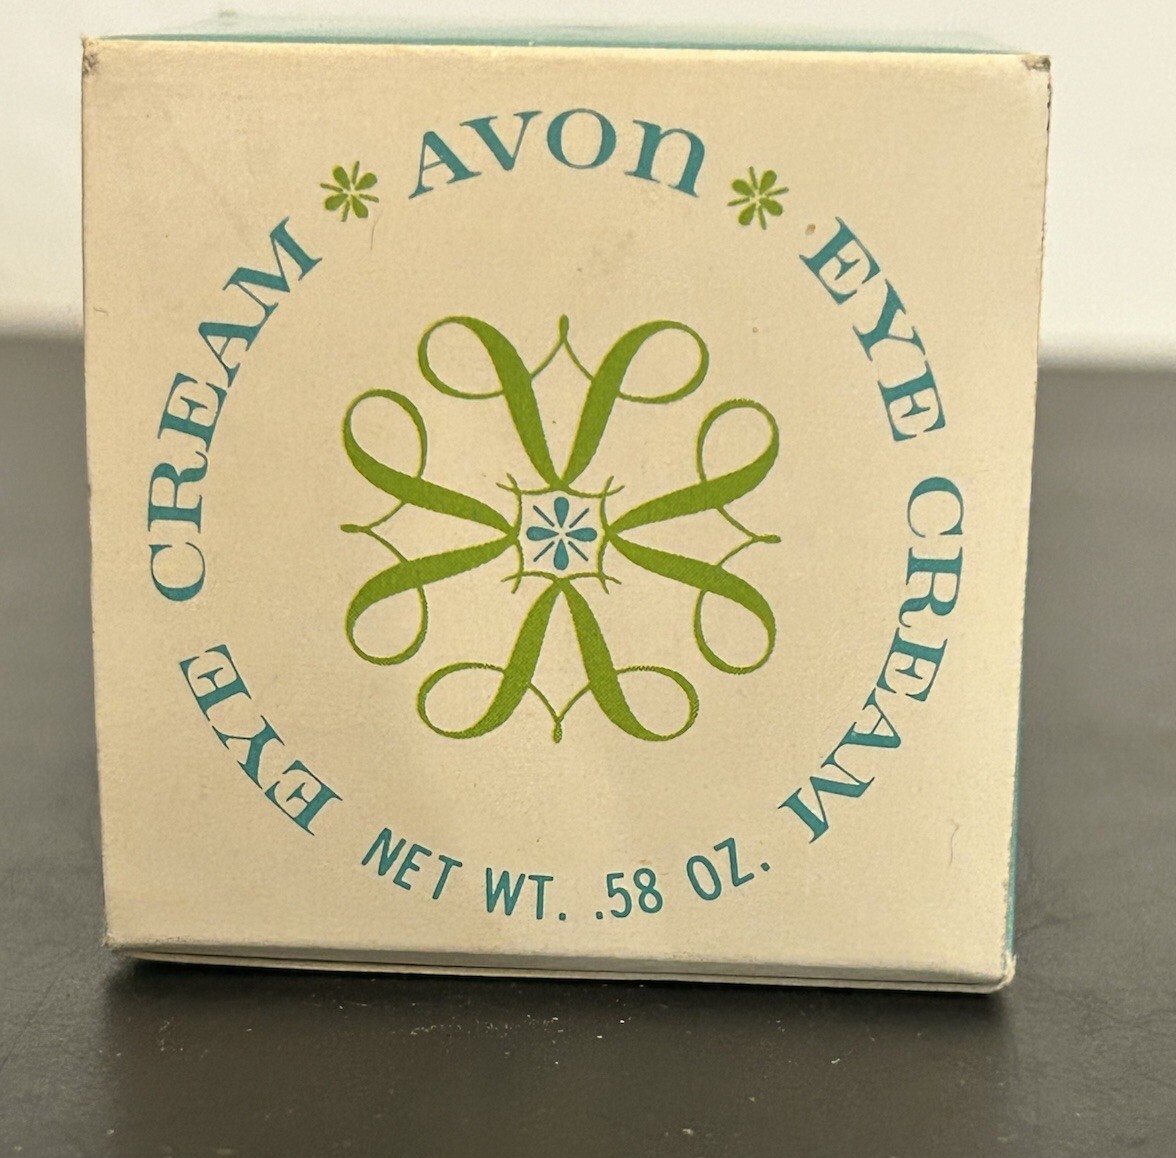 AVON
EYE CREAM
NET WT. .58 OZ.
EYE CREAM